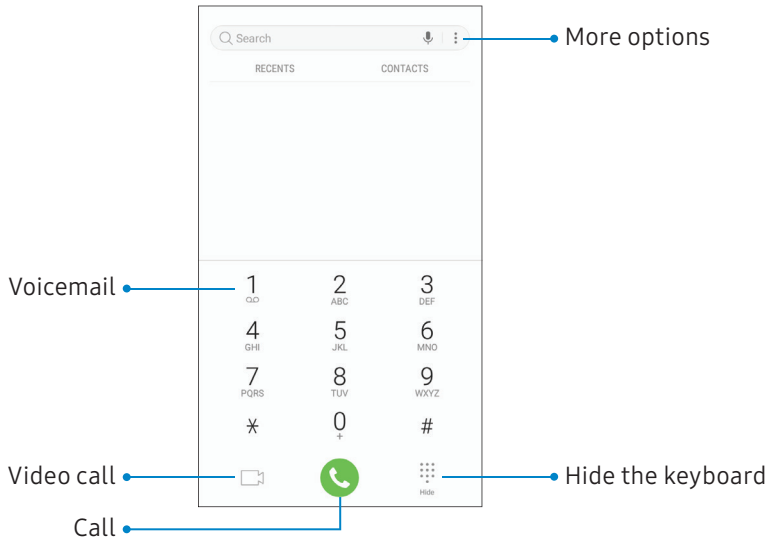 Search
More options
RECENTS CONTACTS
Voicemail
1 2 3
ABC DEF
4 5 6
GHI JKL MNO
7 8 9
PQRS TUV WXYZ
* 0 #
+
Video call
Hide the keyboard
Hide
Call